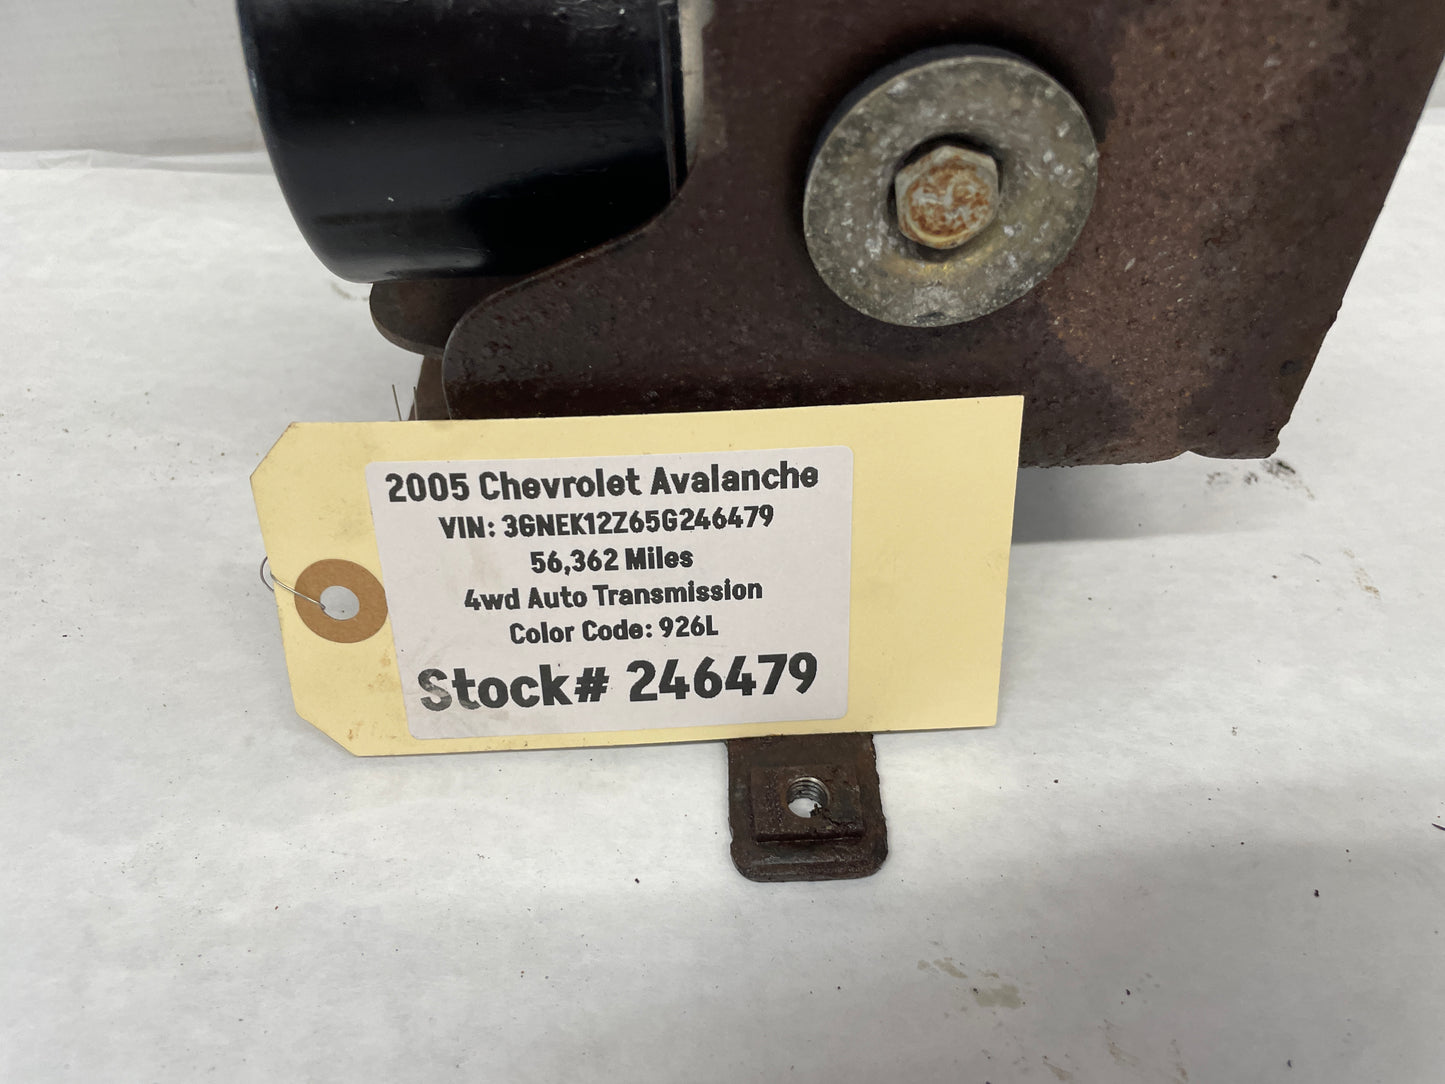 2005 Chevrolet Avalanche
VIN: 3GNEK12Z65G246479
56,362 Miles
4wd Auto Transmission
Color Code: 926L
Stock# 246479